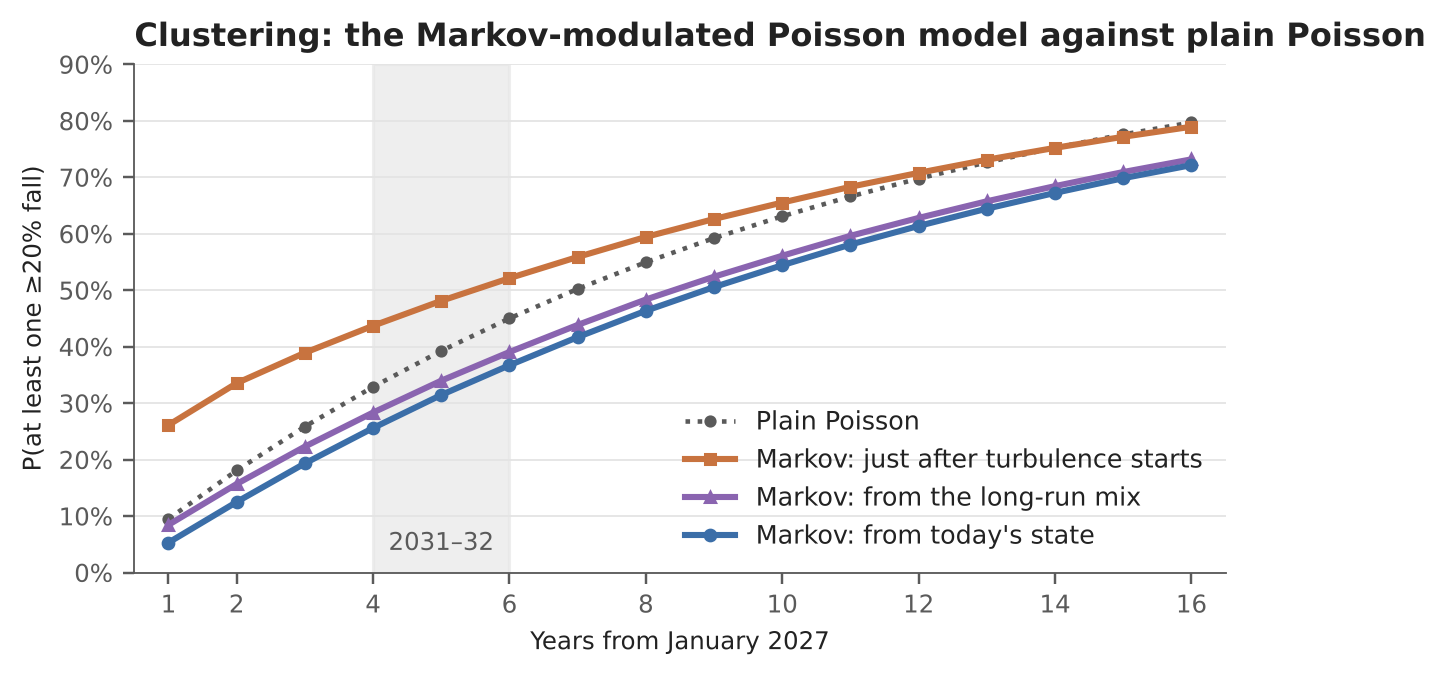 Clustering: the Markov-modulated Poisson model against plain Poisson
P(at least one ≥20% fall)
90%
80%
70%
60%
50%
40%
30%
20%
10%
0%
2031–32
Plain Poisson
Markov: just after turbulence starts
Markov: from the long-run mix
Markov: from today's state
1 2 4 6 8 10 12 14 16
Years from January 2027